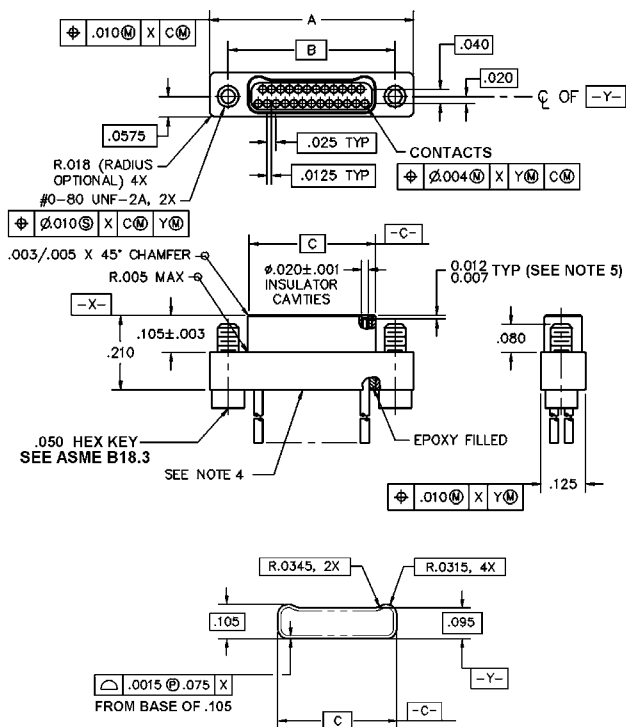 A
⌖ .010Ⓜ X CⓂ
B
.040
.020
℄ OF -Y-
.0575
.025 TYP
CONTACTS
R.018 (RADIUS
OPTIONAL) 4X
.0125 TYP
⌖ Ø.004Ⓜ X YⓂ CⓂ
#0-80 UNF-2A, 2X
⌖ Ø.010Ⓢ X CⓂ YⓂ
C
-C-
.003/.005 X 45° CHAMFER
Ø.020±.001
INSULATOR
CAVITIES
0.012
0.007 TYP (SEE NOTE 5)
R.005 MAX
-X-
.105±.003
.210
.080
.050 HEX KEY
SEE ASME B18.3
EPOXY FILLED
SEE NOTE 4
⌖ .010Ⓜ X YⓂ
.125
R.0345, 2X
R.0315, 4X
.105
.095
⌓ .0015 Ⓟ .075 X
FROM BASE OF .105
-Y-
C
-C-